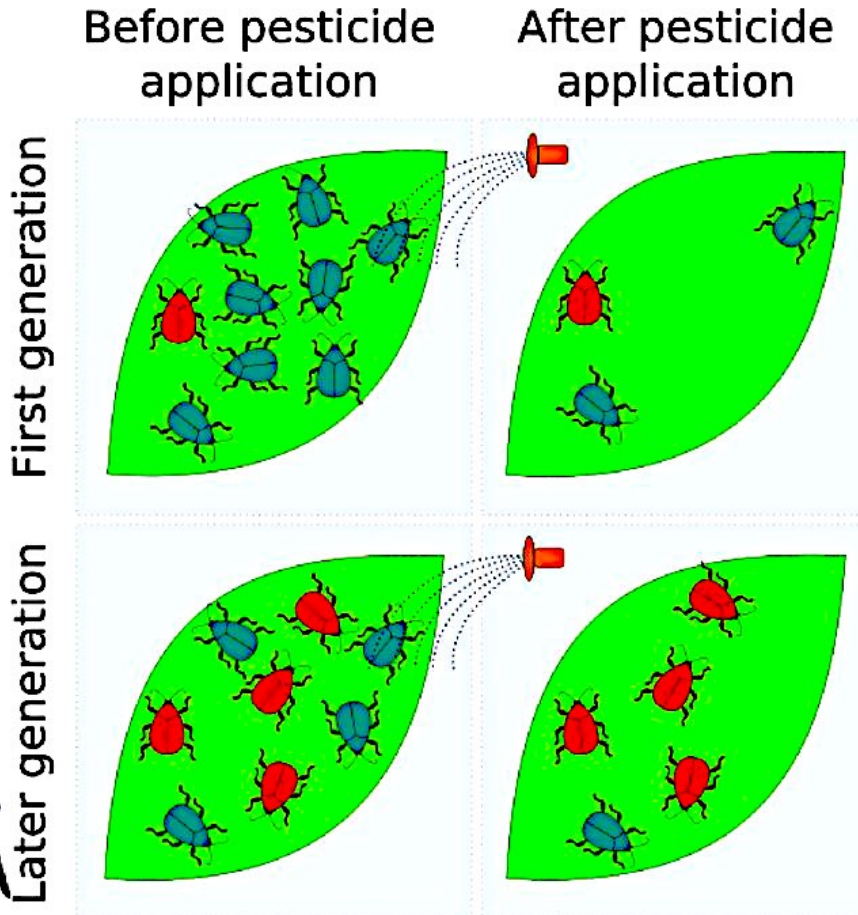 Before pesticide
application
After pesticide
application
First generation
Later generation